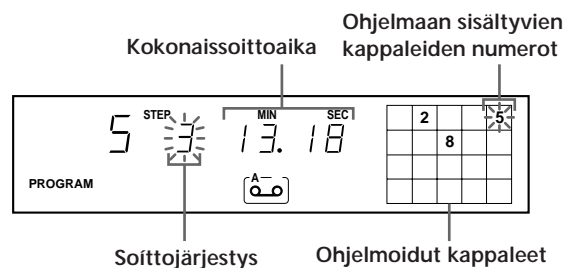 Ohjelmaan sisältyvien
kappaleiden numerot
Kokonaissoittoaika
STEP MIN SEC
5 3 13. 18
2 5
8
PROGRAM
A
Soittojärjestys
Ohjelmoidut kappaleet